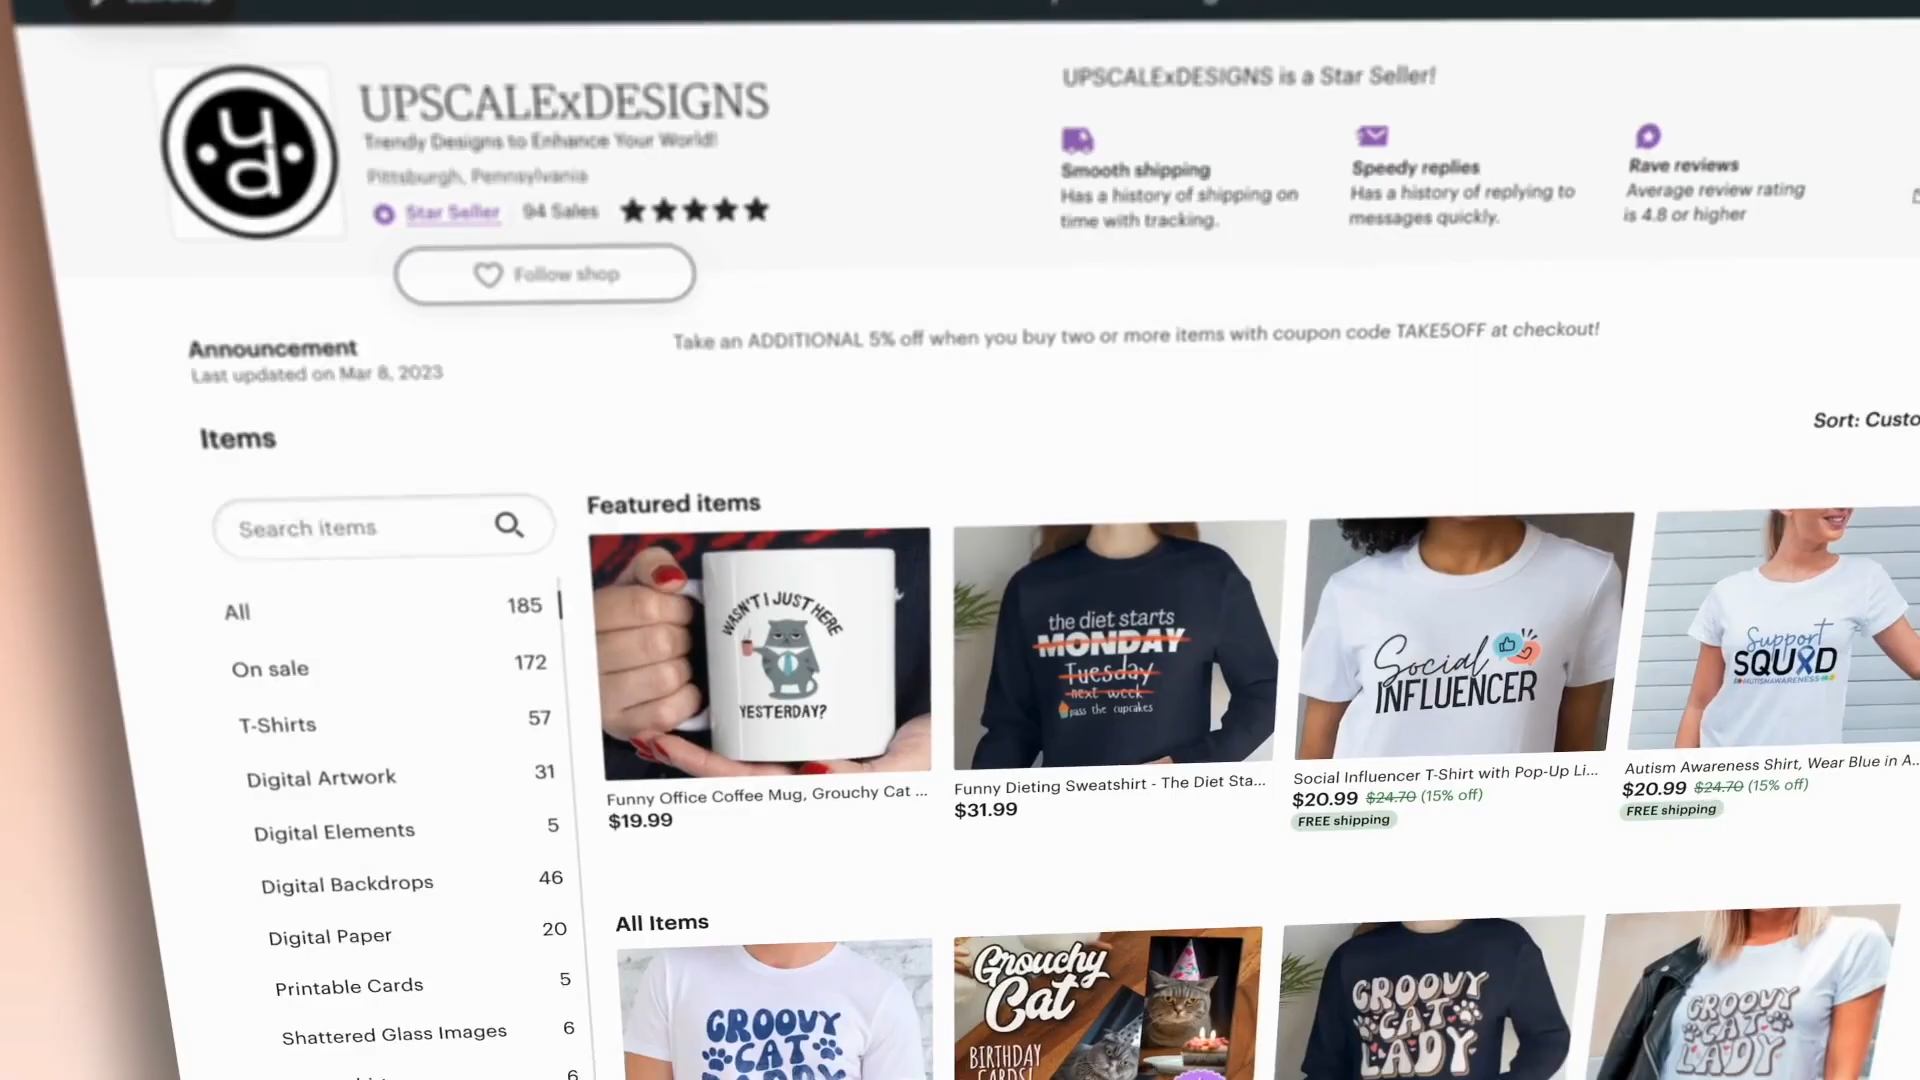 ud
UPSCALExDESIGNS
Trendy Designs to Enhance Your World!
Pittsburgh, Pennsylvania
Star Seller 94 Sales
Follow shop
UPSCALExDESIGNS is a Star Seller!
Smooth shipping
Has a history of shipping on
time with tracking.
Speedy replies
Has a history of replying to
messages quickly.
Rave reviews
Average review rating
is 4.8 or higher
Announcement
Last updated on Mar 8, 2023
Take an ADDITIONAL 5% off when you buy two or more items with coupon code TAKE5OFF at checkout!
Items
Sort: Custo
Search items
All 185
On sale 172
T-Shirts 57
Digital Artwork 31
Digital Elements 5
Digital Backdrops 46
Digital Paper 20
Printable Cards 5
Shattered Glass Images 6
6
Featured items
WASN'T I JUST HERE
YESTERDAY?
Funny Office Coffee Mug, Grouchy Cat ...
$19.99
the diet starts
MONDAY
Tuesday
next week
pass the cupcakes
Funny Dieting Sweatshirt - The Diet Sta...
$31.99
Social
INFLUENCER
Social Influencer T-Shirt with Pop-Up Li...
$20.99 $24.70 (15% off)
FREE shipping
Support
SQUAD
#AUTISMAWARENESS
Autism Awareness Shirt, Wear Blue in A...
$20.99 $24.70 (15% off)
FREE shipping
All Items
GROOVY
CAT
Grouchy
Cat
BIRTHDAY
CARDS!
GROOVY
CAT
LADY
GROOVY
CAT
LADY